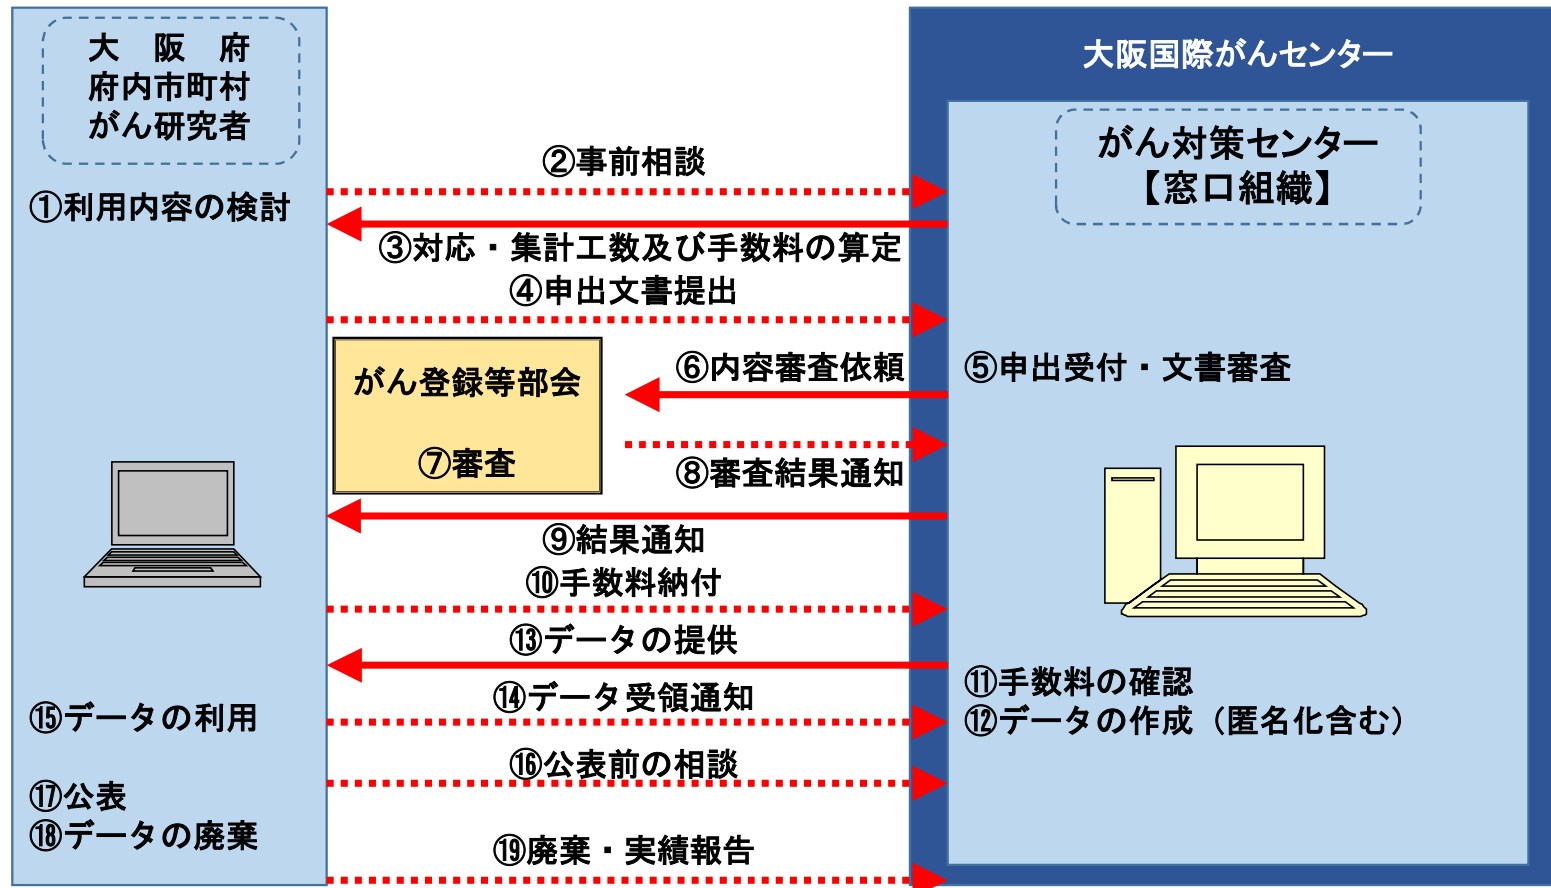 大　阪　府
府内市町村
がん研究者
①利用内容の検討
大阪国際がんセンター
がん対策センター
【窓口組織】
②事前相談
③対応・集計工数及び手数料の算定
④申出文書提出
⑤申出受付・文書審査
⑥内容審査依頼
がん登録等部会
⑦審査
⑧審査結果通知
⑨結果通知
⑩手数料納付
⑪手数料の確認
⑫データの作成（匿名化含む）
⑬データの提供
⑭データ受領通知
⑮データの利用
⑯公表前の相談
⑰公表
⑱データの廃棄
⑲廃棄・実績報告